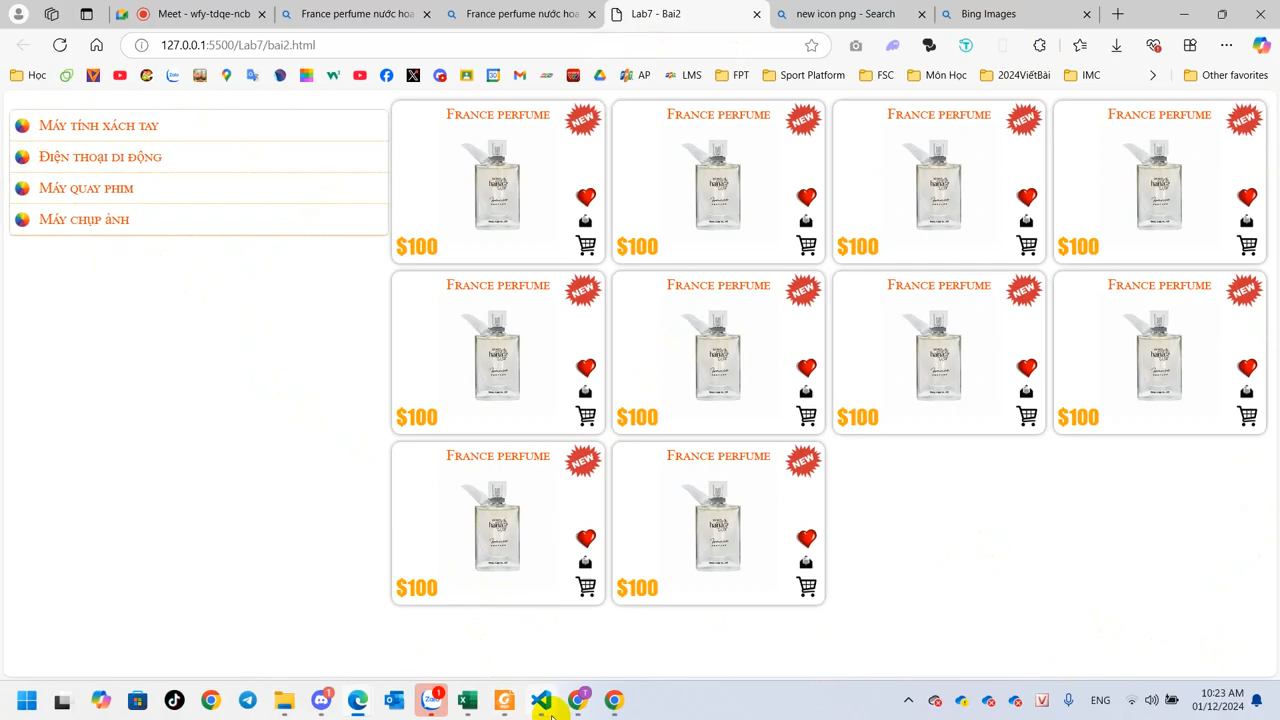 Meet - wfy-tdqe-ncb
France perfume nước hoa
France perfume nước hoa
Lab7 - Bai2
new icon png - Search
Bing Images
127.0.0.1:5500/Lab7/bai2.html
Học
AP
LMS
FPT
Sport Platform
FSC
Môn Học
2024ViếtBài
IMC
Other favorites
Máy tính xách tay
Điện thoại di động
Máy quay phim
Máy chụp ảnh
France perfume NEW
$100
France perfume NEW
$100
France perfume NEW
$100
France perfume NEW
$100
France perfume NEW
$100
France perfume NEW
$100
France perfume NEW
$100
France perfume NEW
$100
France perfume NEW
$100
France perfume NEW
$100
ENG
10:23 AM
01/12/2024